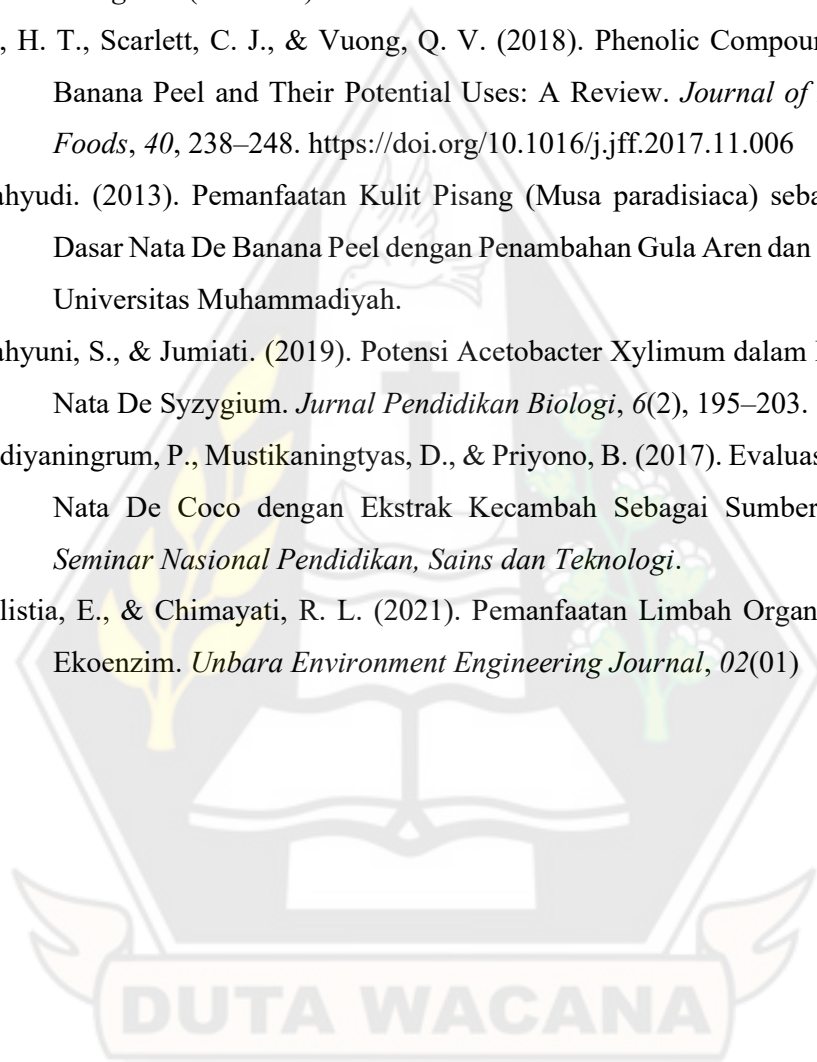 , H. T., Scarlett, C. J., & Vuong, Q. V. (2018). Phenolic Compoun
Banana Peel and Their Potential Uses: A Review. Journal of
Foods, 40, 238–248. https://doi.org/10.1016/j.jff.2017.11.006
ahyudi. (2013). Pemanfaatan Kulit Pisang (Musa paradisiaca) seba
Dasar Nata De Banana Peel dengan Penambahan Gula Aren dan
Universitas Muhammadiyah.
ahyuni, S., & Jumiati. (2019). Potensi Acetobacter Xylimum dalam
Nata De Syzygium. Jurnal Pendidikan Biologi, 6(2), 195–203.
diyaningrum, P., Mustikaningtyas, D., & Priyono, B. (2017). Evaluas
Nata De Coco dengan Ekstrak Kecambah Sebagai Sumber
Seminar Nasional Pendidikan, Sains dan Teknologi.
listia, E., & Chimayati, R. L. (2021). Pemanfaatan Limbah Organ
Ekoenzim. Unbara Environment Engineering Journal, 02(01)
DUTA WACANA